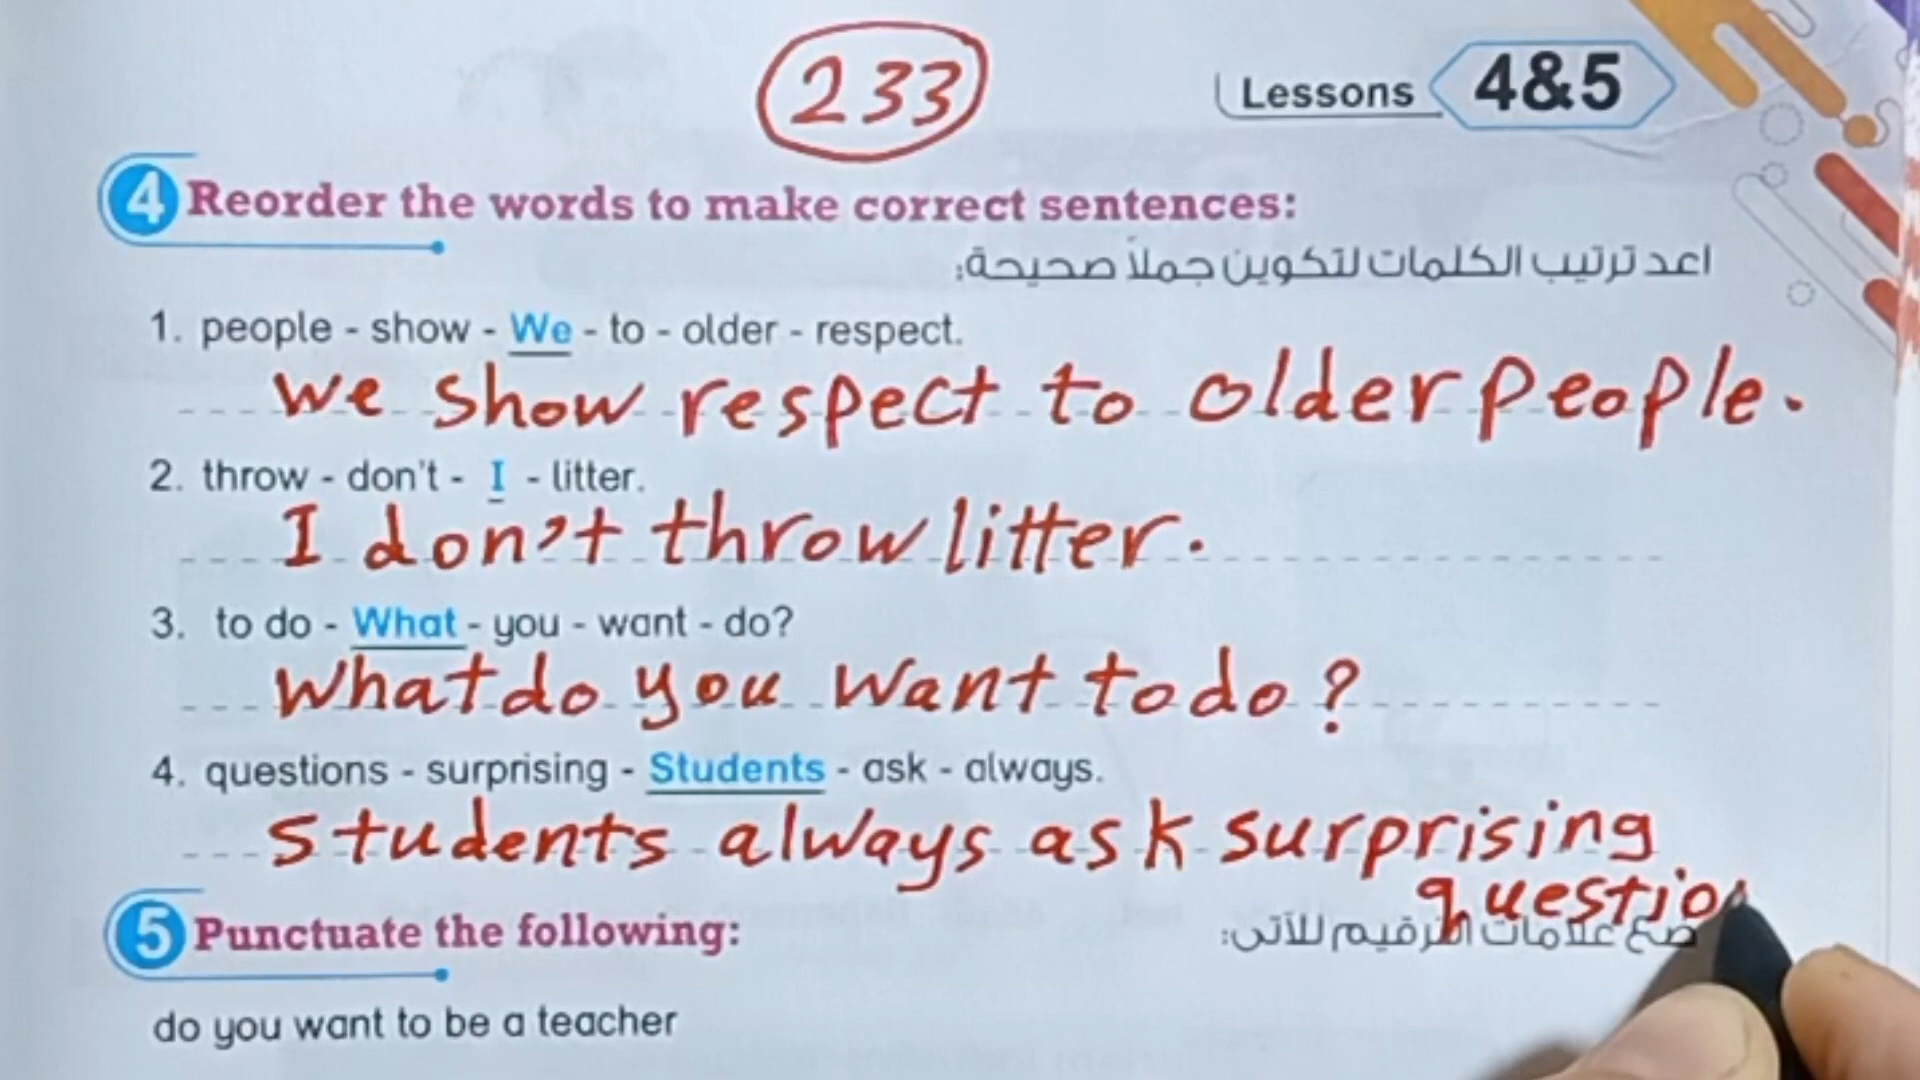 233
Lessons 4&5
4 Reorder the words to make correct sentences:
اعد ترتيب الكلمات لتكوين جملاً صحيحة:
1. people - show - We - to - older - respect.
We show respect to older people.
2. throw - don't - I - litter.
I don't throw litter.
3. to do - What - you - want - do?
What do you want to do?
4. questions - surprising - Students - ask - always.
Students always ask surprising
questio
5 Punctuate the following:
ضع علامات الترقيم للآتى:
do you want to be a teacher